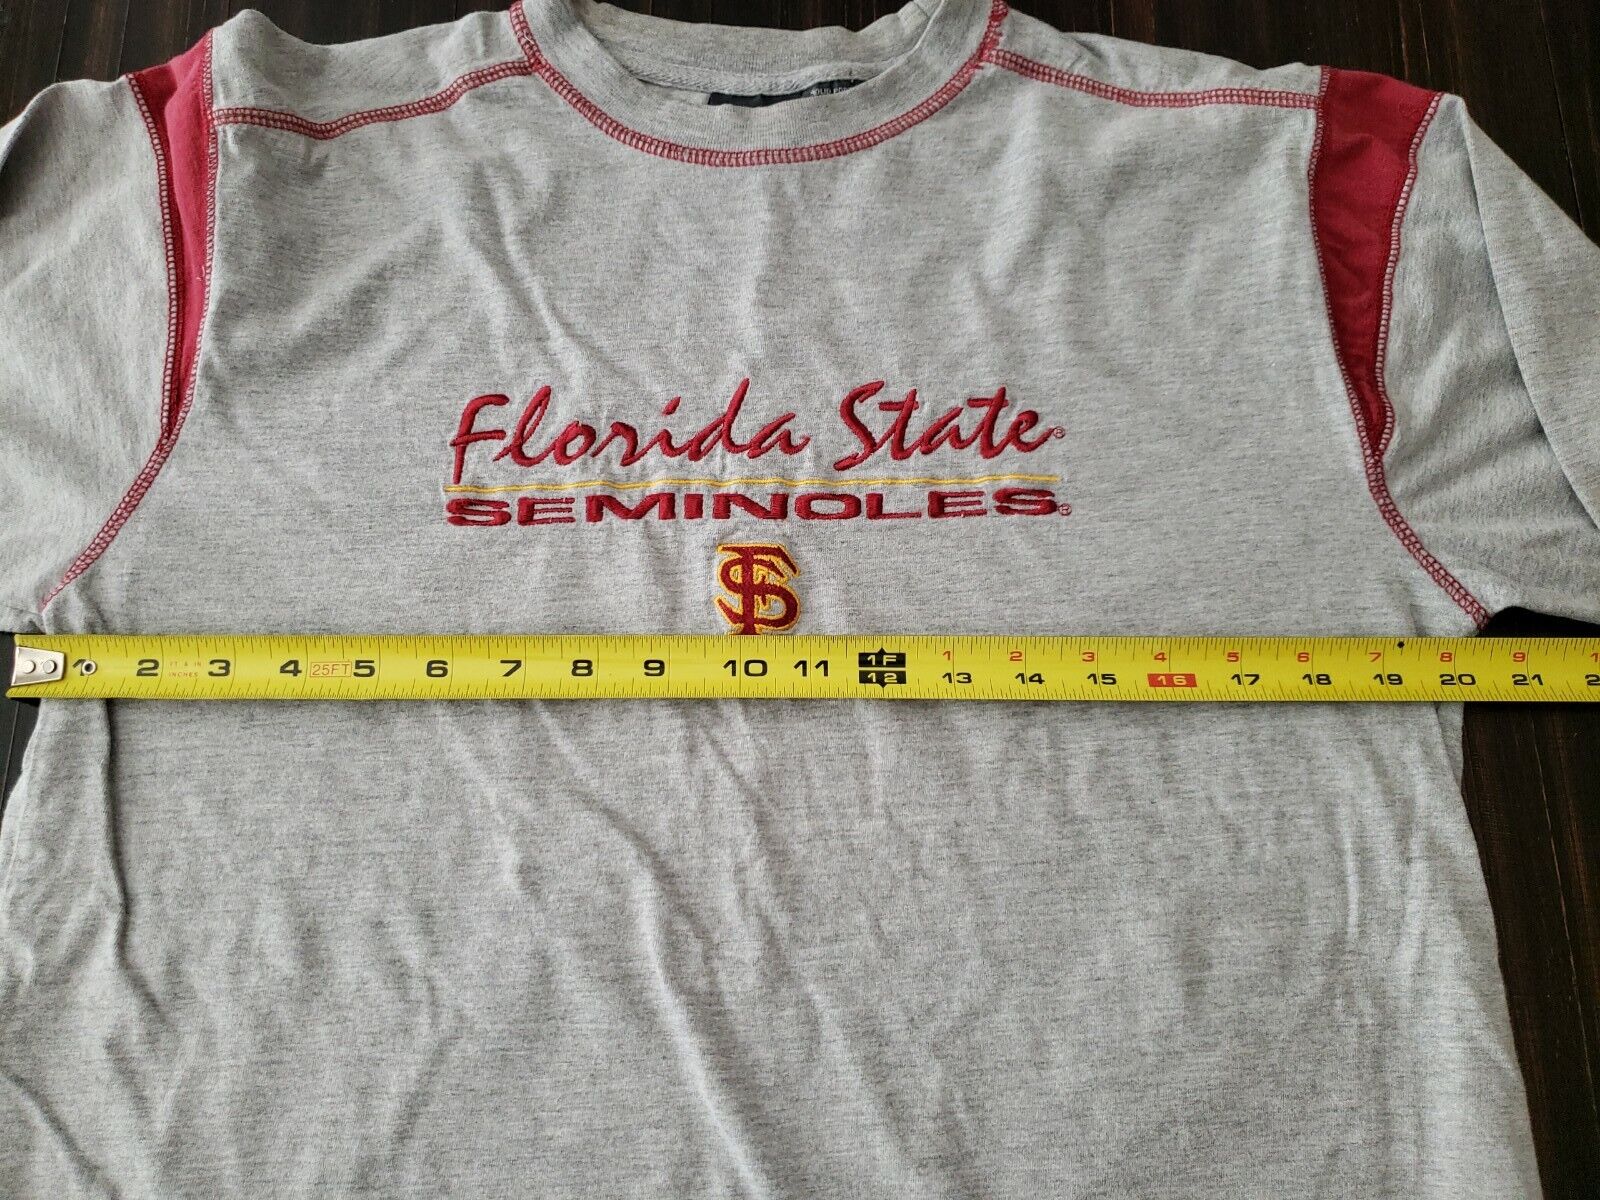 Florida State®
SEMINOLES®
FS
1 2 3 4 25FT 5 6 7 8 9 10 11 1F 1 2 3 4 5 6 7 8 9
FT & IN
INCHES
12 13 14 15 16 17 18 19 20 21